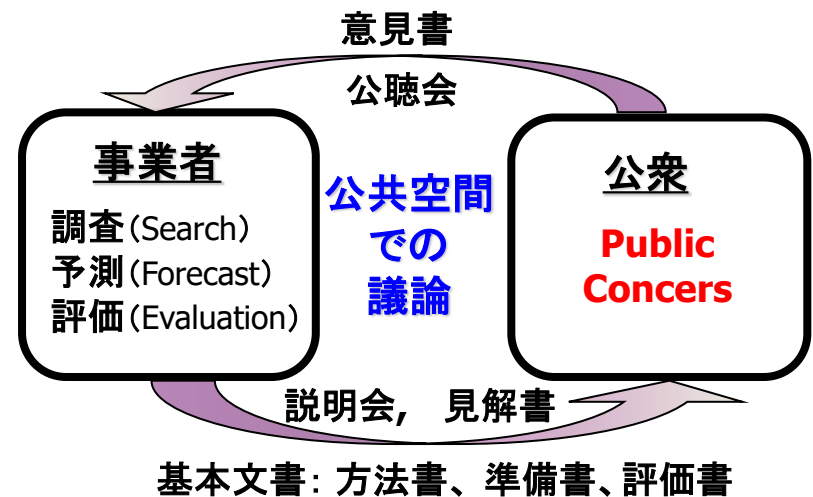 意見書
公聴会
事業者
調査(Search)
予測(Forecast)
評価(Evaluation)
公共空間
での
議論
公衆
Public
Concers
説明会, 見解書
基本文書: 方法書、準備書、評価書